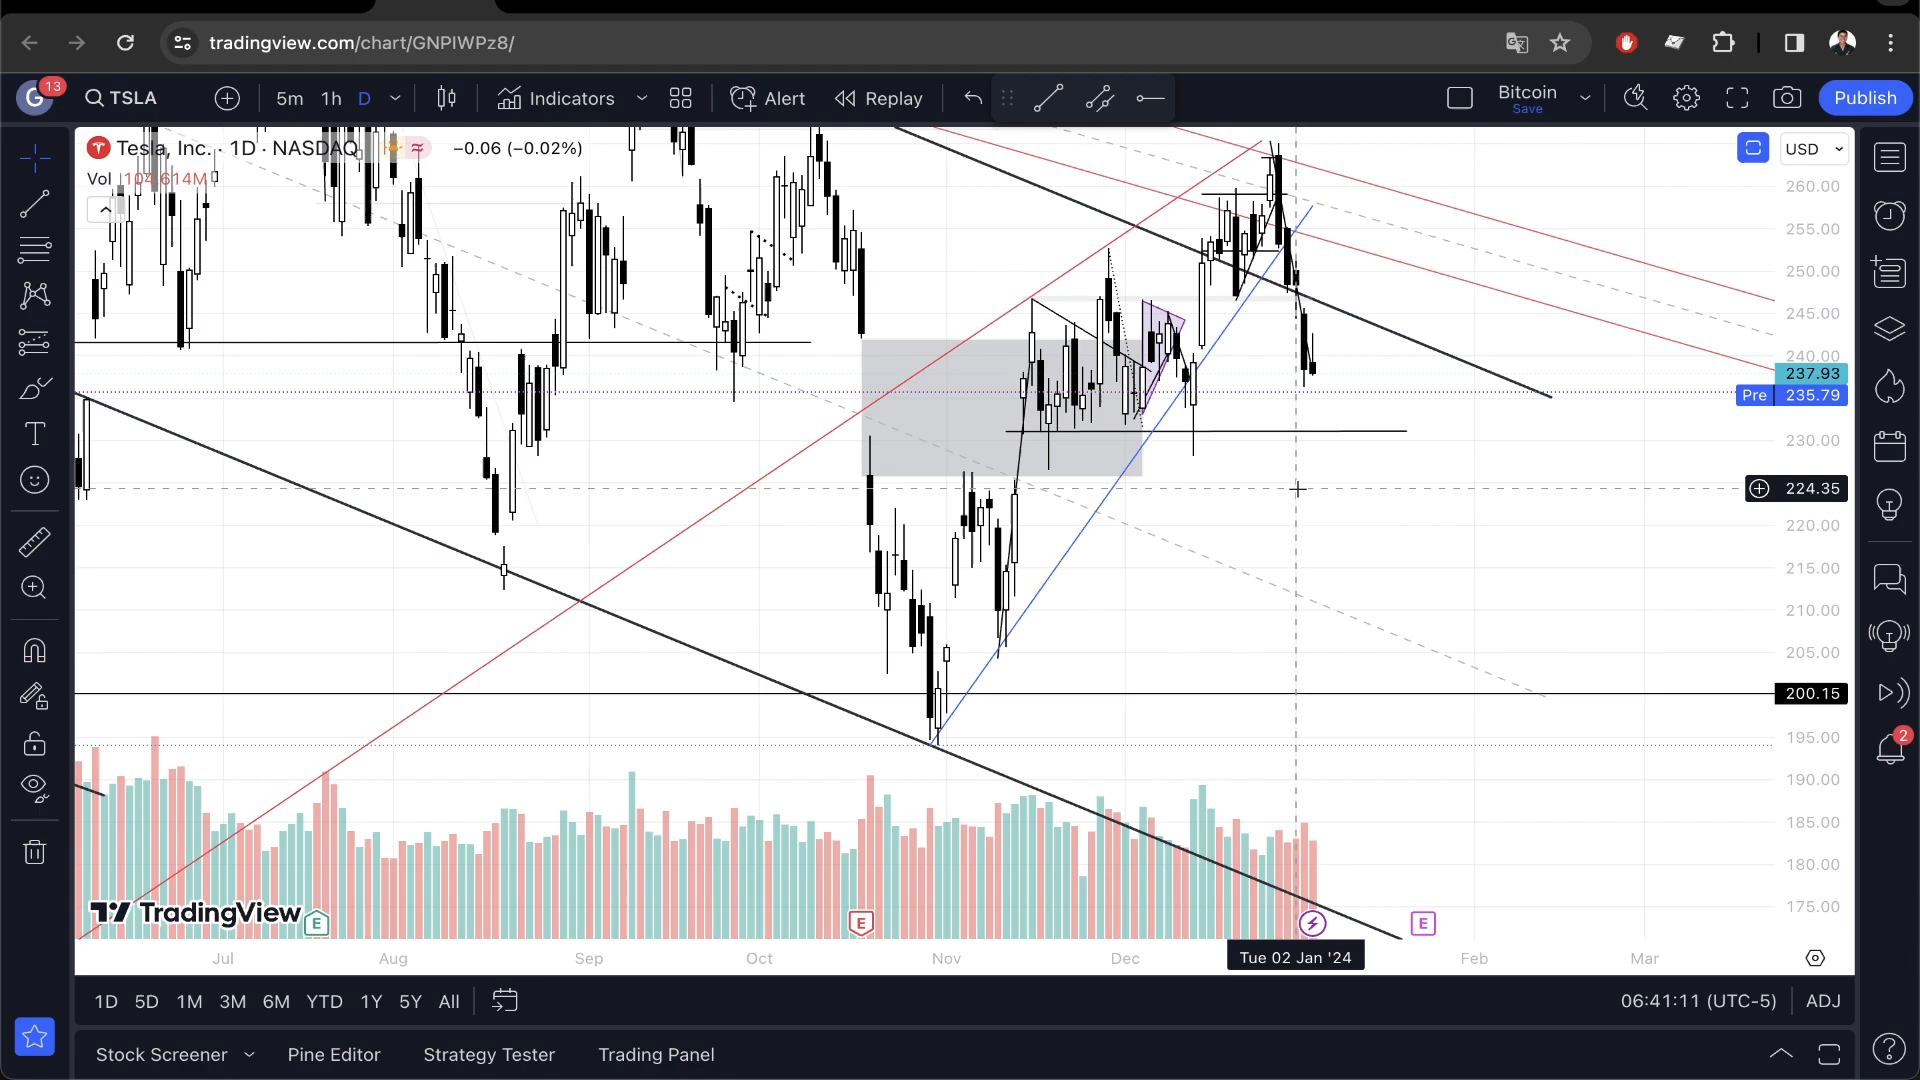 tradingview.com/chart/GNPIWPz8/
G 13 TSLA 5m 1h D Indicators Alert Replay Bitcoin Save Publish
Tesla, Inc. · 1D · NASDAQ −0.06 (−0.02%) USD
Vol 104.614M
260.00
255.00
250.00
245.00
240.00
237.93
Pre 235.79
230.00
224.35
220.00
215.00
210.00
205.00
200.15
195.00
190.00
185.00
180.00
175.00
2
TradingView E E E
Tue 02 Jan '24
Jul Aug Sep Oct Nov Dec Feb Mar
1D 5D 1M 3M 6M YTD 1Y 5Y All 06:41:11 (UTC-5) ADJ
Stock Screener Pine Editor Strategy Tester Trading Panel